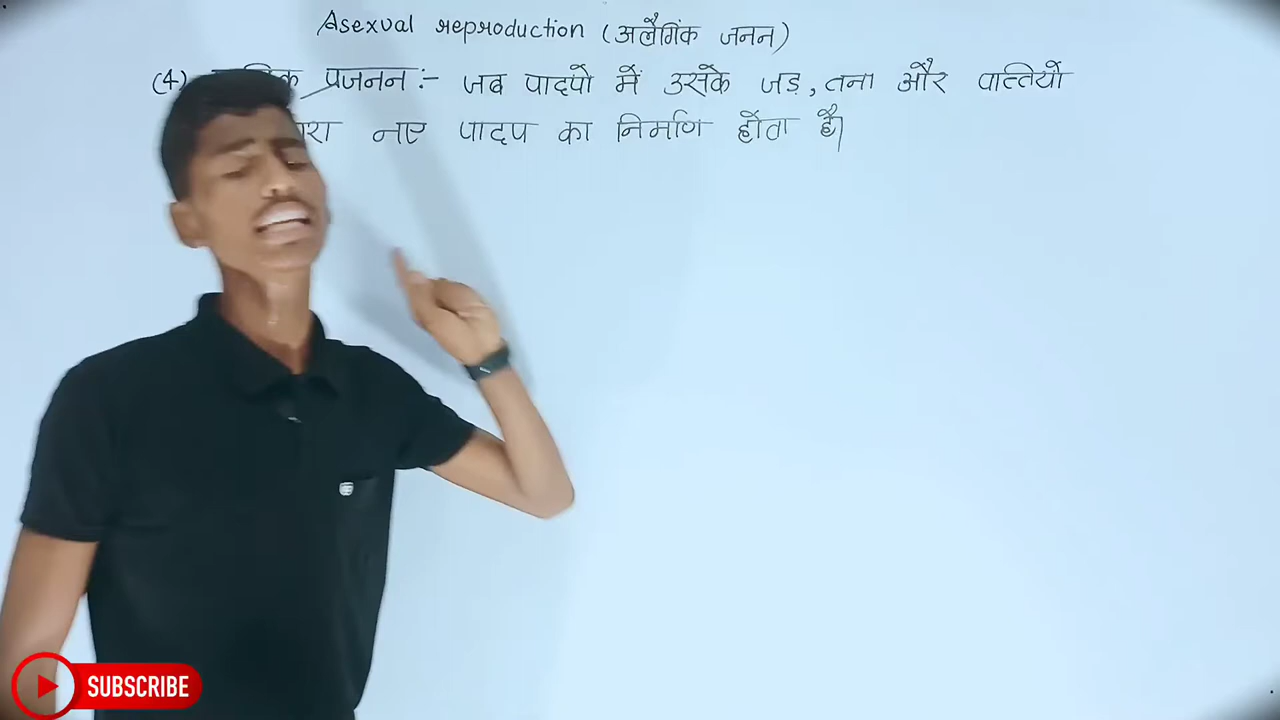 Asexual reproduction (अलैगिंक जनन)
(4) प्रजनन :- जब पादपो में उसके जड़, तना और पत्तियो
नए पादप का निर्माण होता है।
SUBSCRIBE